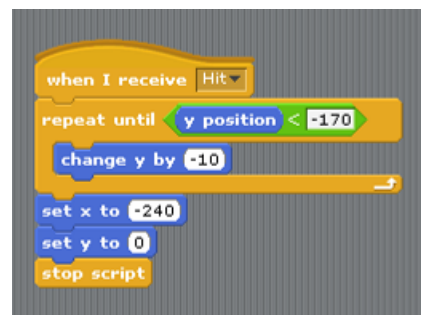 when I receive Hit
repeat until y position < -170
change y by -10
set x to -240
set y to 0
stop script